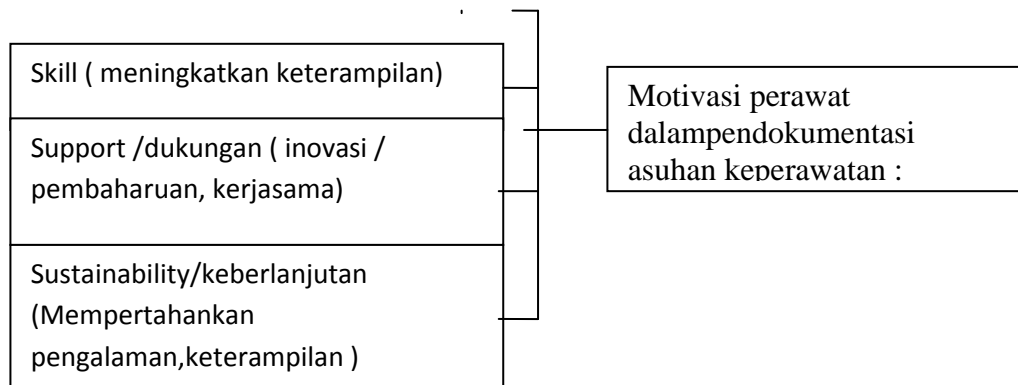 Skill ( meningkatkan keterampilan)
Support /dukungan ( inovasi /
pembaharuan, kerjasama)
Sustainability/keberlanjutan
(Mempertahankan
pengalaman,keterampilan )
Motivasi perawat
dalampendokumentasi
asuhan keperawatan :